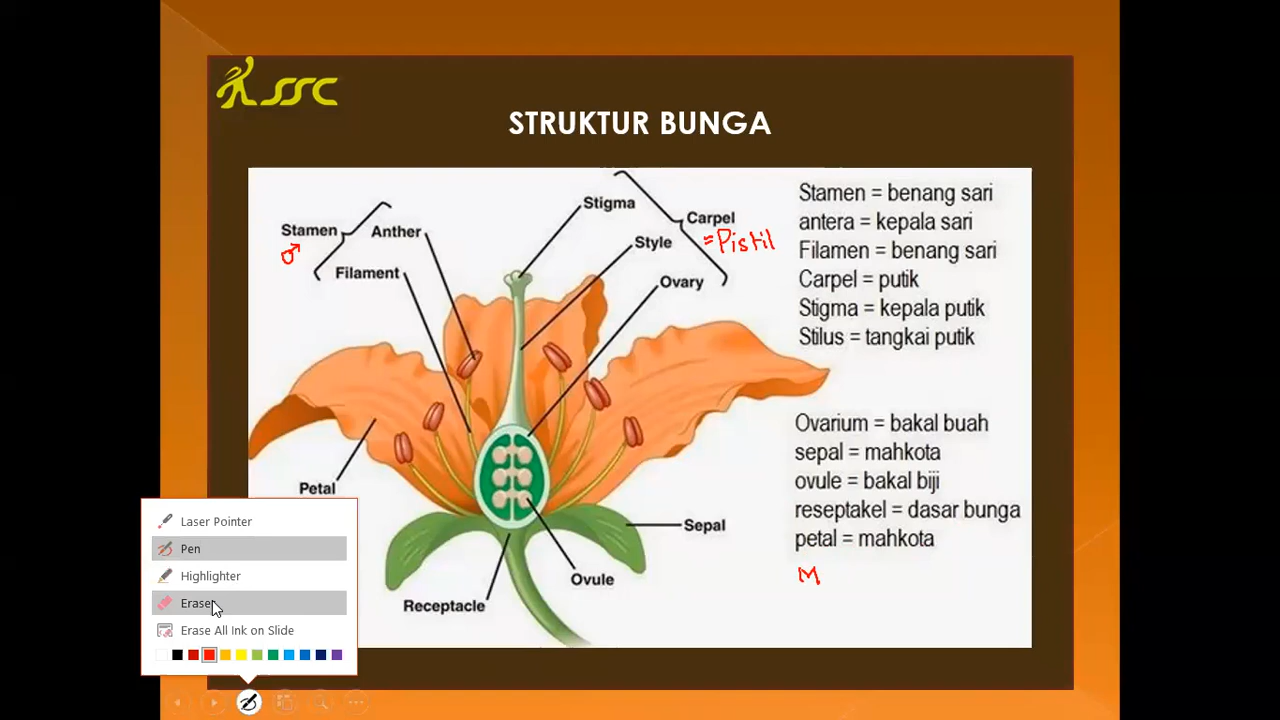 SSC
STRUKTUR BUNGA
Stigma
Stamen
Anther
Carpel
♂
=Pistil
Style
Filament
Ovary
Petal
Sepal
Ovule
Receptacle
Stamen = benang sari
antera = kepala sari
Filamen = benang sari
Carpel = putik
Stigma = kepala putik
Stilus = tangkai putik
Ovarium = bakal buah
sepal = mahkota
ovule = bakal biji
reseptakel = dasar bunga
petal = mahkota
M
Laser Pointer
Pen
Highlighter
Eraser
Erase All Ink on Slide